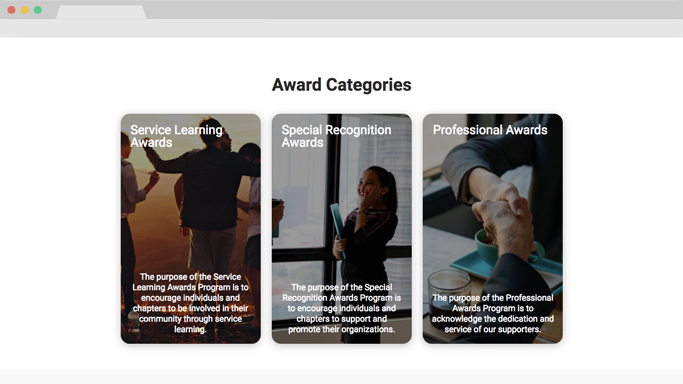 Award Categories
Service Learning
Awards
The purpose of the Service
Learning Awards Program is to
encourage individuals and
chapters to be involved in their
community through service
learning.
Special Recognition
Awards
The purpose of the Special
Recognition Awards Program is
to encourage individuals and
chapters to support and
promote their organizations.
Professional Awards
The purpose of the Professional
Awards Program is to
acknowledge the dedication and
service of our supporters.